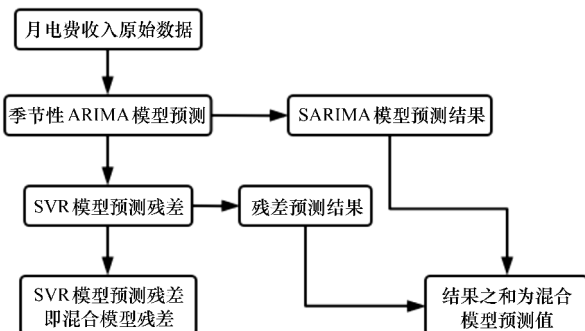 月电费收入原始数据
季节性ARIMA模型预测
SARIMA模型预测结果
SVR模型预测残差
残差预测结果
SVR模型预测残差
即混合模型残差
结果之和为混合
模型预测值